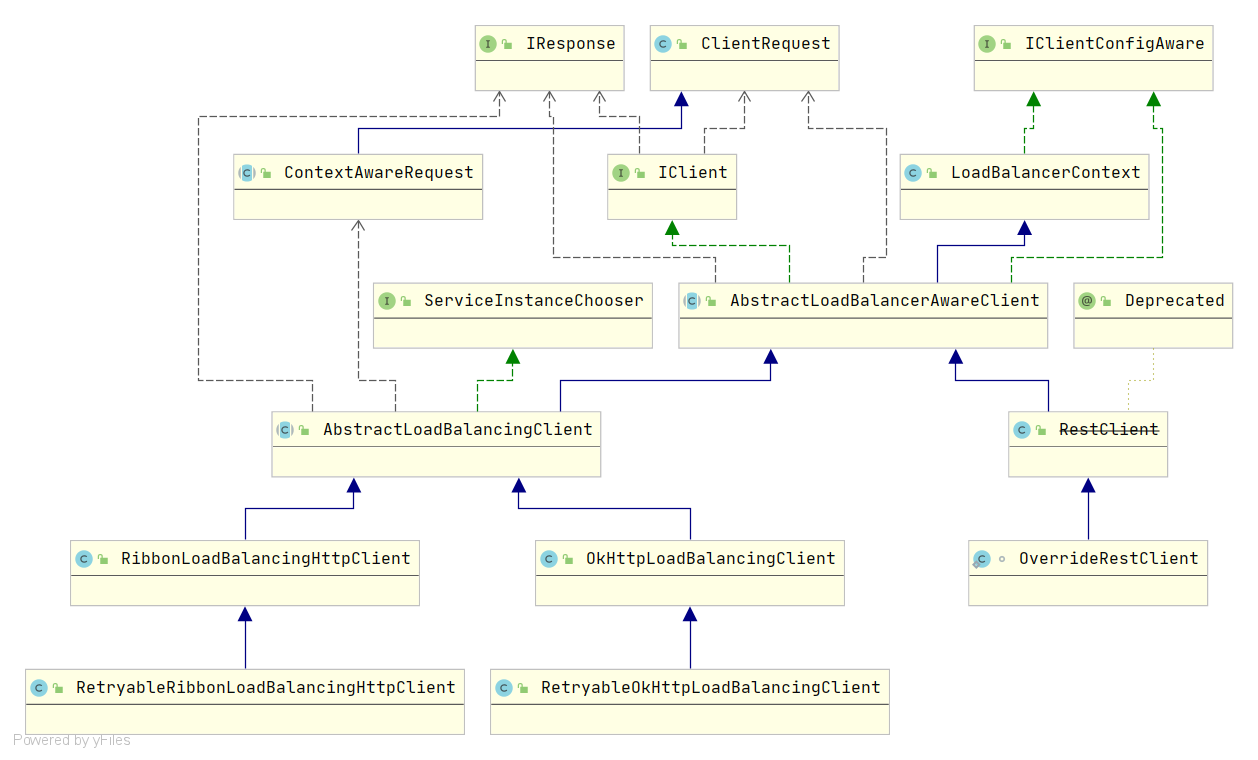 IResponse
ClientRequest
IClientConfigAware
ContextAwareRequest
IClient
LoadBalancerContext
ServiceInstanceChooser
AbstractLoadBalancerAwareClient
Deprecated
AbstractLoadBalancingClient
RestClient
RibbonLoadBalancingHttpClient
OkHttpLoadBalancingClient
OverrideRestClient
RetryableRibbonLoadBalancingHttpClient
RetryableOkHttpLoadBalancingClient
Powered by yFiles